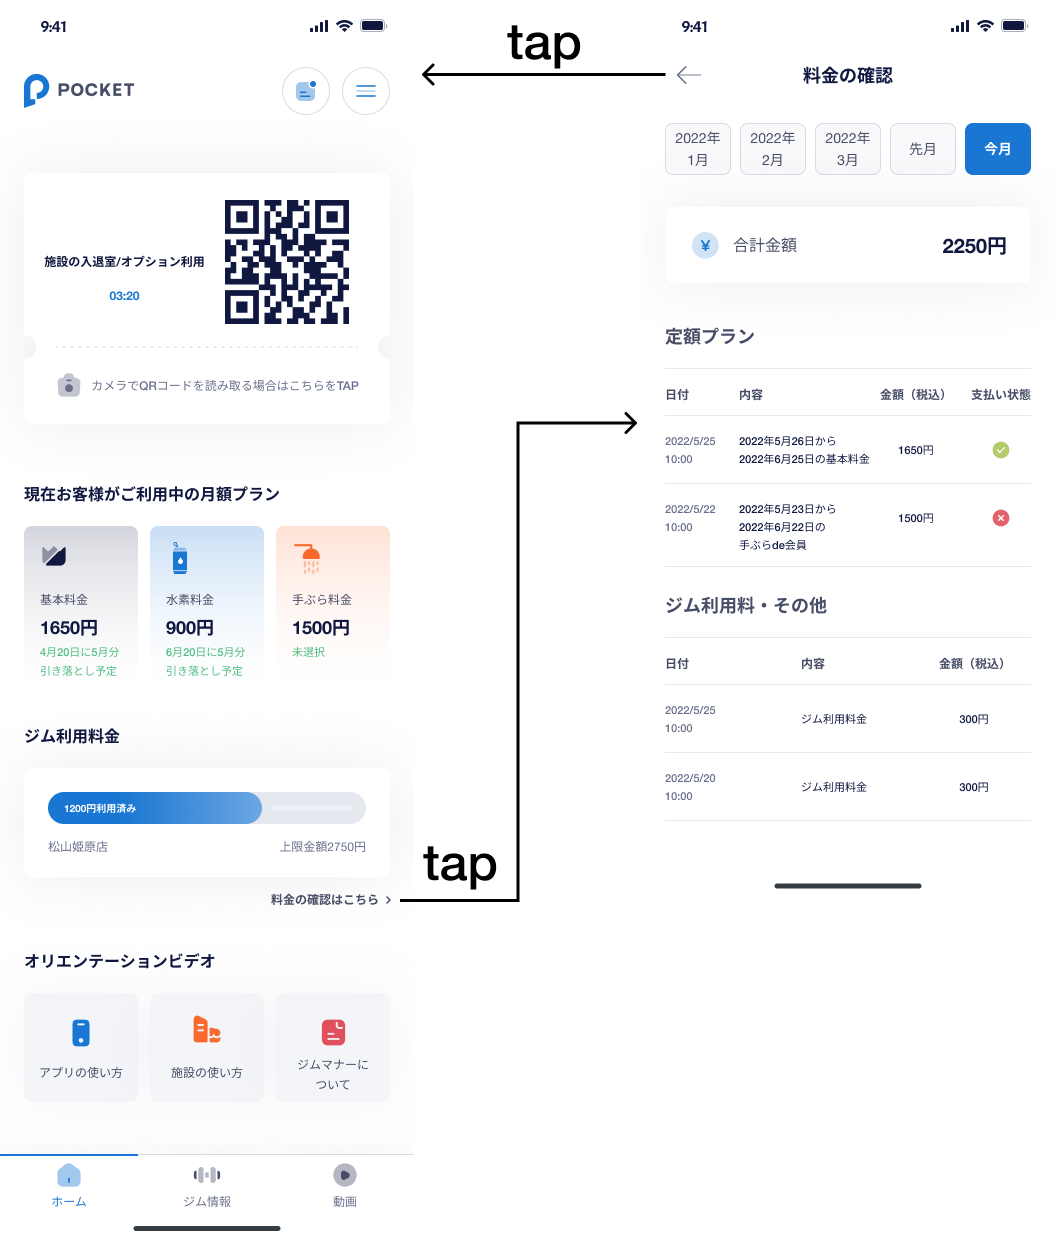 9:41
POCKET
施設の入退室/オプション利用
03:20
カメラでQRコードを読み取る場合はこちらをTAP
現在お客様がご利用中の月額プラン
基本料金
1650円
4月20日に5月分
引き落とし予定
水素料金
900円
6月20日に5月分
引き落とし予定
手ぶら料金
1500円
未選択
ジム利用料金
1200円利用済み
松山姫原店
上限金額2750円
料金の確認はこちら
オリエンテーションビデオ
アプリの使い方
施設の使い方
ジムマナーに
ついて
ホーム
ジム情報
動画
tap
tap
9:41
料金の確認
2022年
1月
2022年
2月
2022年
3月
先月
今月
¥
合計金額
2250円
定額プラン
日付 内容 金額（税込） 支払い状態
2022/5/25
10:00
2022年5月26日から
2022年6月25日の基本料金
1650円
2022/5/22
10:00
2022年5月23日から
2022年6月22日の
手ぶらde会員
1500円
ジム利用料・その他
日付 内容 金額（税込）
2022/5/25
10:00
ジム利用料金
300円
2022/5/20
10:00
ジム利用料金
300円